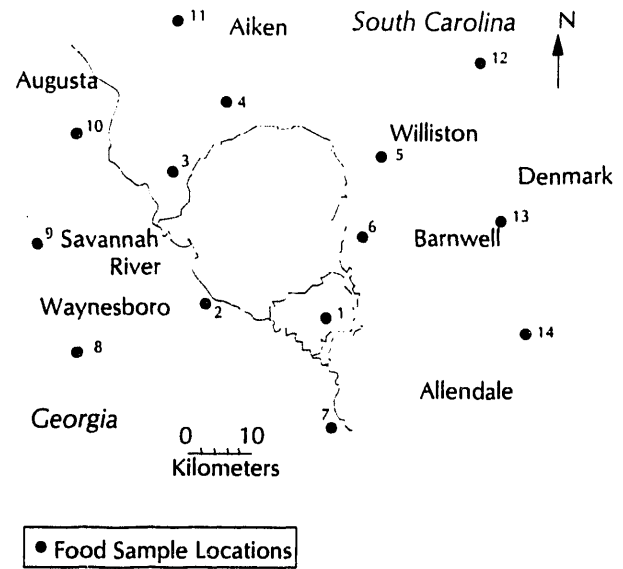 South Carolina
N
11
Aiken
12
Augusta
4
10
Williston
5
3
Denmark
13
6
Barnwell
9
Savannah
River
Waynesboro
2
1
14
8
Allendale
7
Georgia
0 10
Kilometers
Food Sample Locations